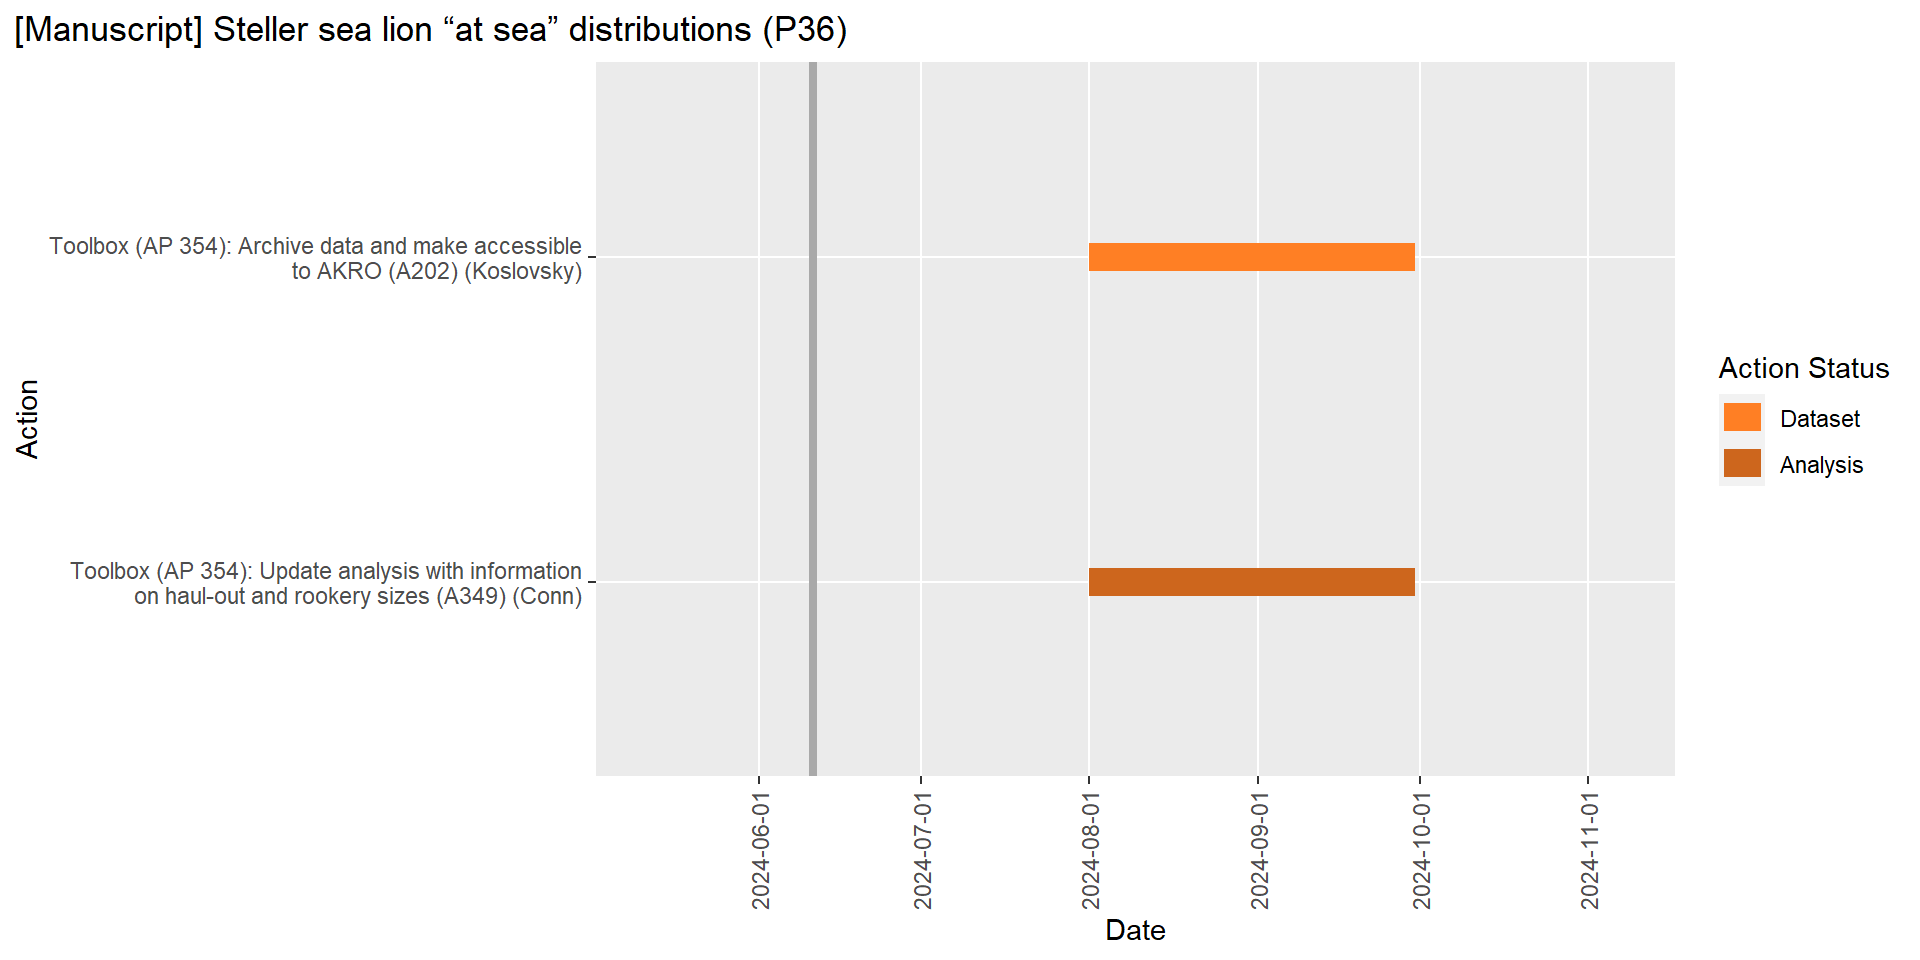 [Manuscript] Steller sea lion “at sea” distributions (P36)
Toolbox (AP 354): Archive data and make accessible
to AKRO (A202) (Koslovsky)
Toolbox (AP 354): Update analysis with information
on haul-out and rookery sizes (A349) (Conn)
Action
2024-06-01
2024-07-01
2024-08-01
2024-09-01
2024-10-01
2024-11-01
Date
Action Status
Dataset
Analysis